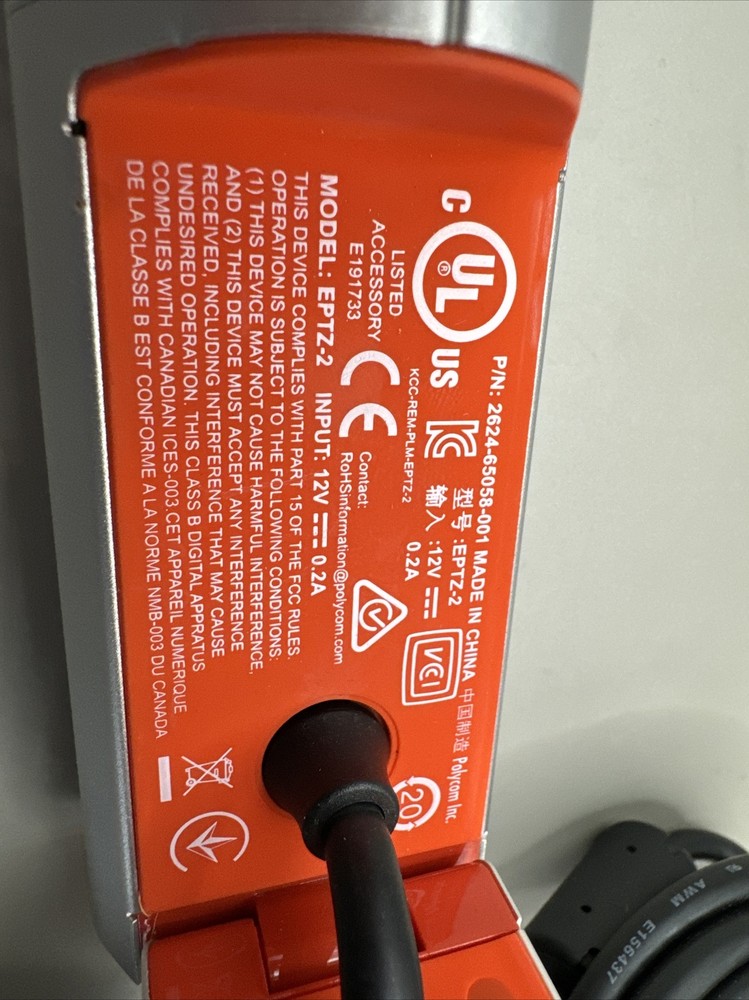 P/N: 2624-65058-001 MADE IN CHINA 中国制造 Polycom Inc.
C UL® US
LISTED
ACCESSORY
E191733
型号 :EPTZ-2
输入 :12V ⎓
0.2A
KCC-REM-PLM-EPTZ-2
VCI
CE
Contact:
RoHSinformation@polycom.com
20
MODEL: EPTZ-2 INPUT: 12V ⎓ 0.2A
THIS DEVICE COMPLIES WITH PART 15 OF THE FCC RULES.
OPERATION IS SUBJECT TO THE FOLLOWING CONDITIONS:
(1) THIS DEVICE MAY NOT CAUSE HARMFUL INTERFERENCE,
AND (2) THIS DEVICE MUST ACCEPT ANY INTERFERENCE
RECEIVED, INCLUDING INTERFERENCE THAT MAY CAUSE
UNDESIRED OPERATION. THIS CLASS B DIGITAL APPRATUS
COMPLIES WITH CANADIAN ICES-003.CET APPAREIL NUMERIQUE
DE LA CLASSE B EST CONFORME A LA NORME NMB-003 DU CANADA
AWM E156437